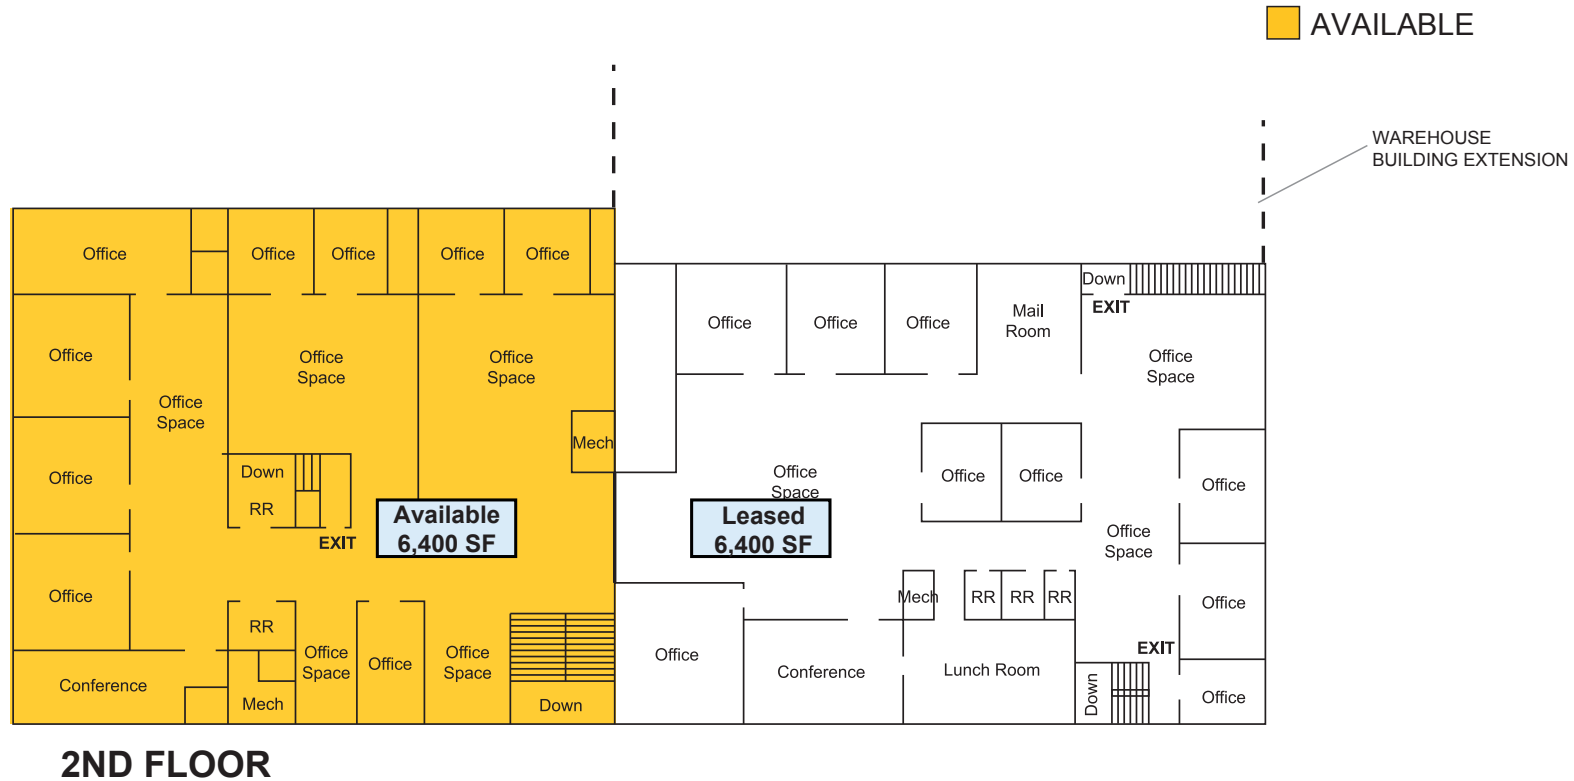 AVAILABLE
WAREHOUSE
BUILDING EXTENSION
Office
Office
Office
Office
Office
Down
EXIT
Office
Office
Office
Mail
Room
Office
Office
Space
Office
Space
Office
Space
Office
Space
Mech
Office
Down
RR
EXIT
Available
6,400 SF
Office
Space
Leased
6,400 SF
Office
Office
Office
Office
Space
Office
RR
Office
Space
Office
Office
Space
Mech
RR
RR
RR
Office
Conference
Mech
Down
Office
Conference
Lunch Room
Down
EXIT
Office
2ND FLOOR